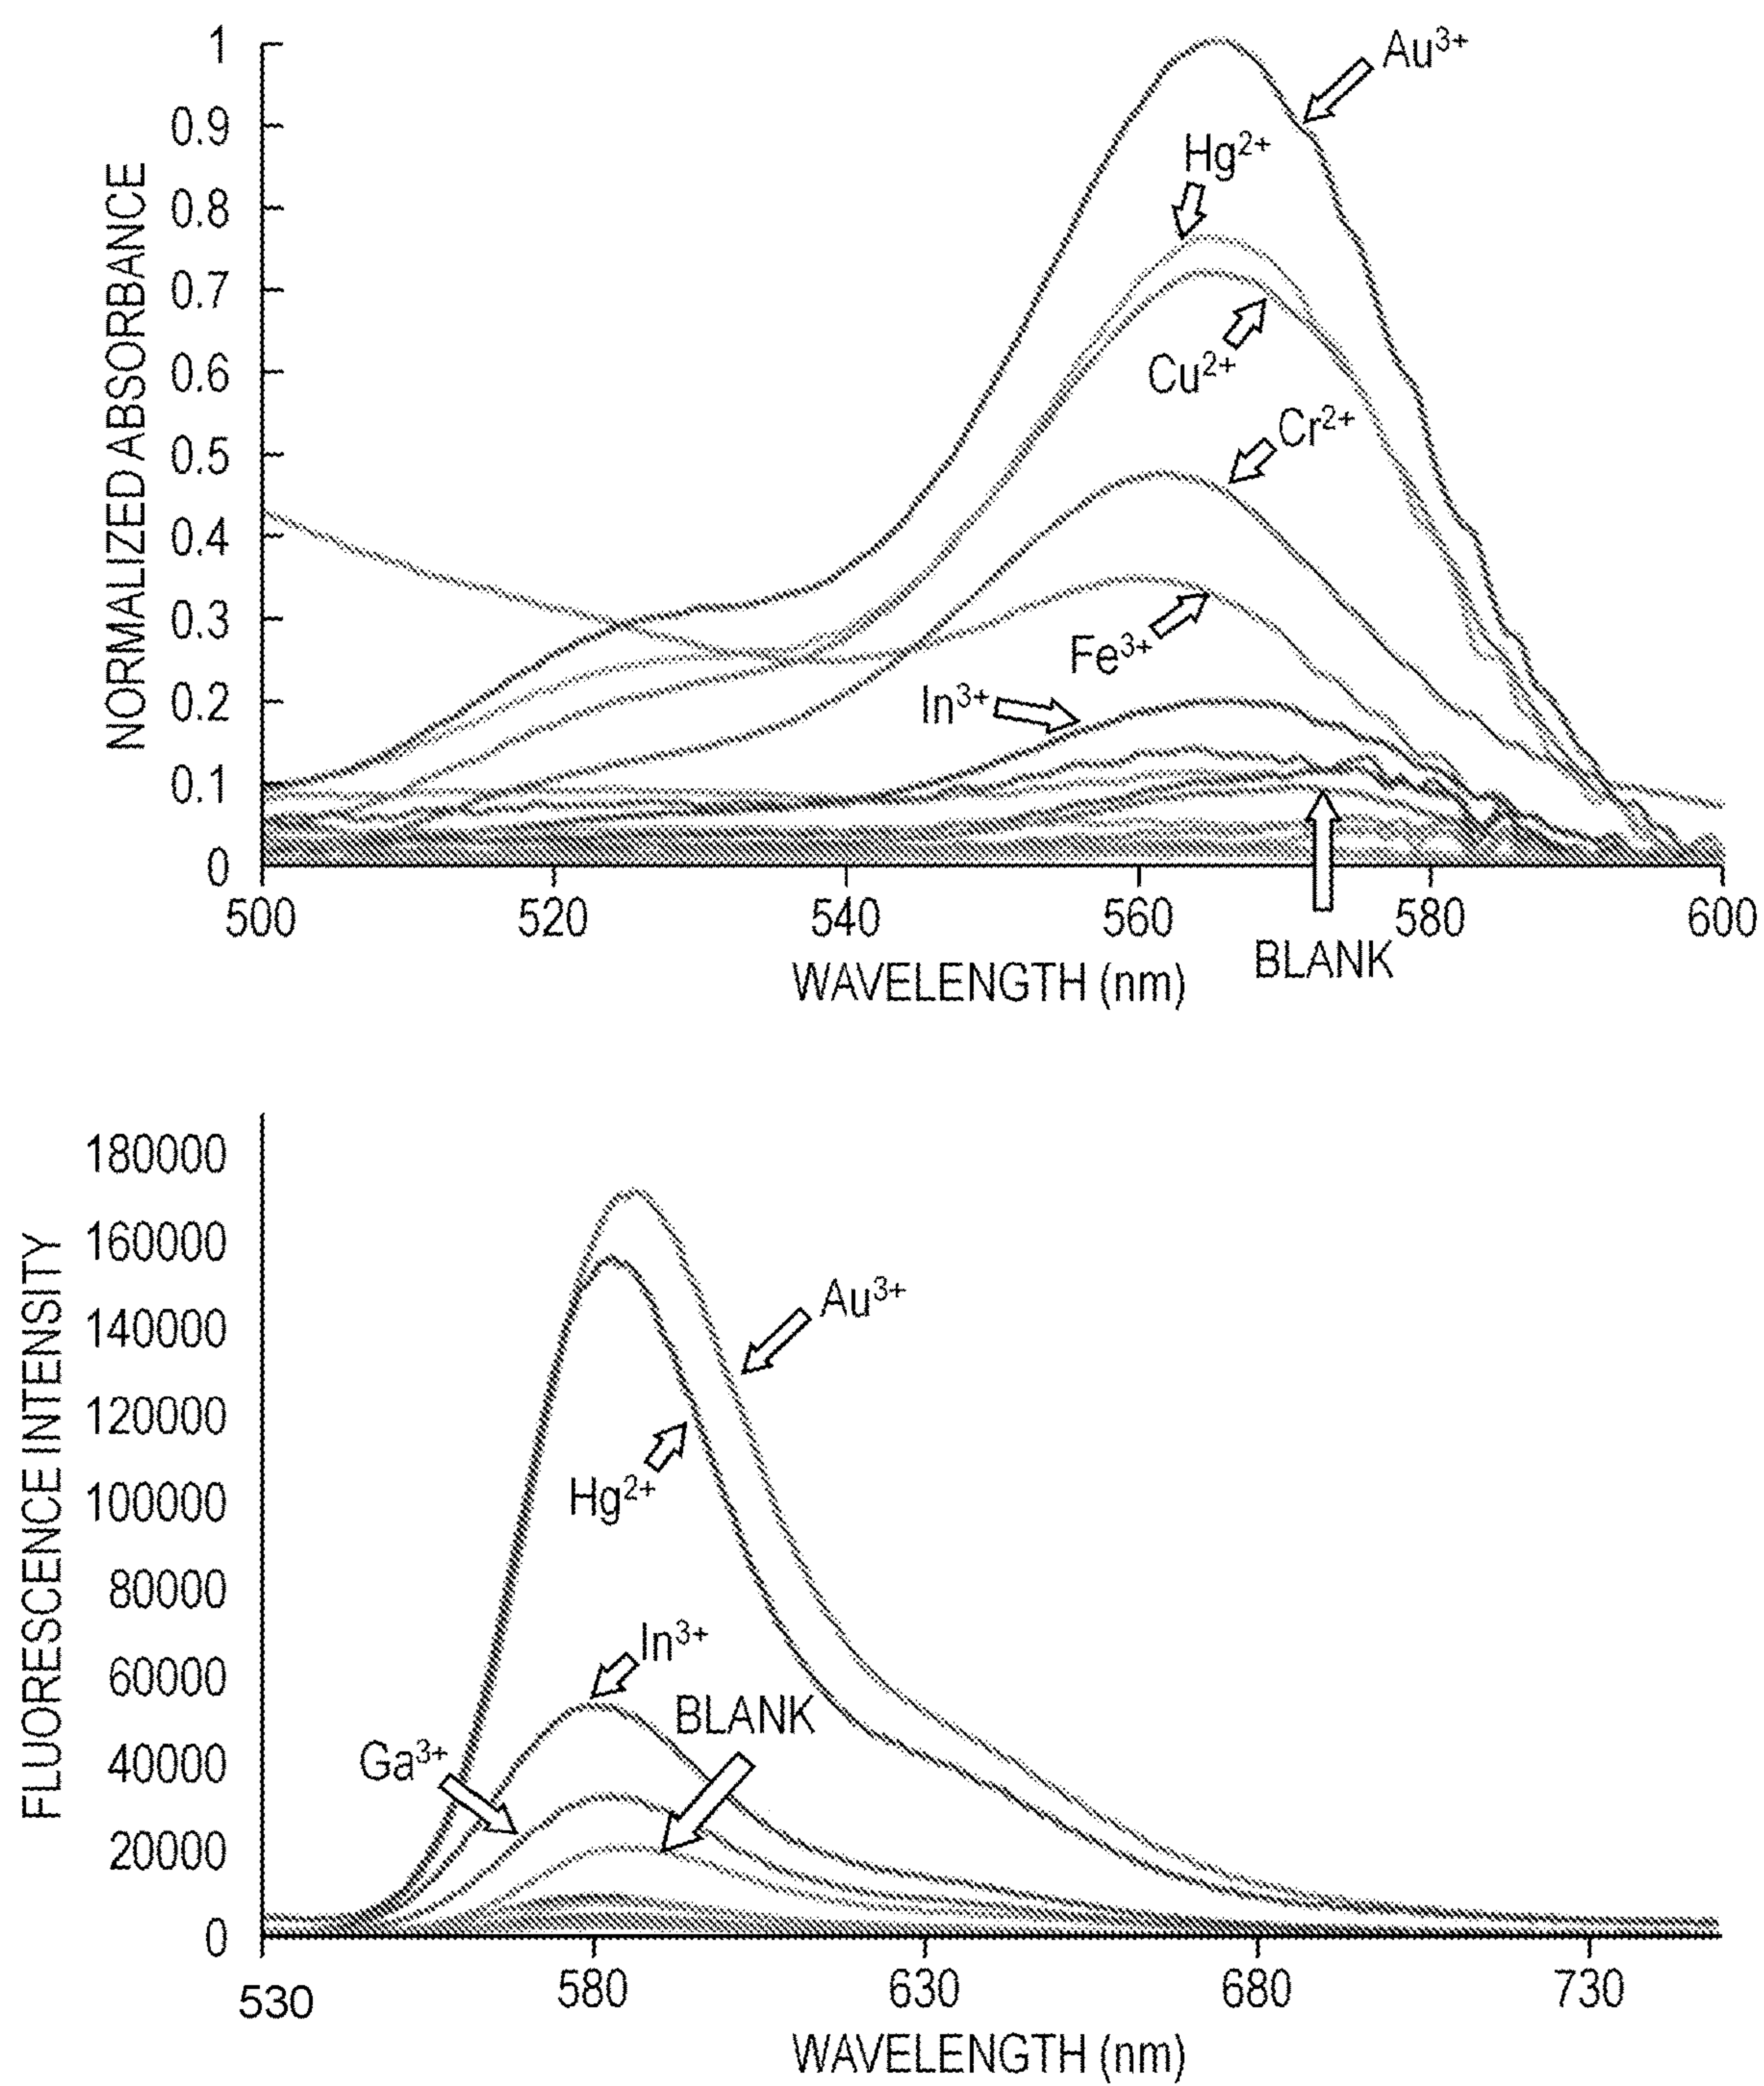 NORMALIZED ABSORBANCE
1
0.9
0.8
0.7
0.6
0.5
0.4
0.3
0.2
0.1
0
Au³⁺
Hg²⁺
Cu²⁺
Cr²⁺
Fe³⁺
In³⁺
500 520 540 560 580 600
BLANK
WAVELENGTH (nm)
FLUORESCENCE INTENSITY
180000
160000
140000
120000
100000
80000
60000
40000
20000
0
Au³⁺
Hg²⁺
In³⁺
BLANK
Ga³⁺
530 580 630 680 730
WAVELENGTH (nm)